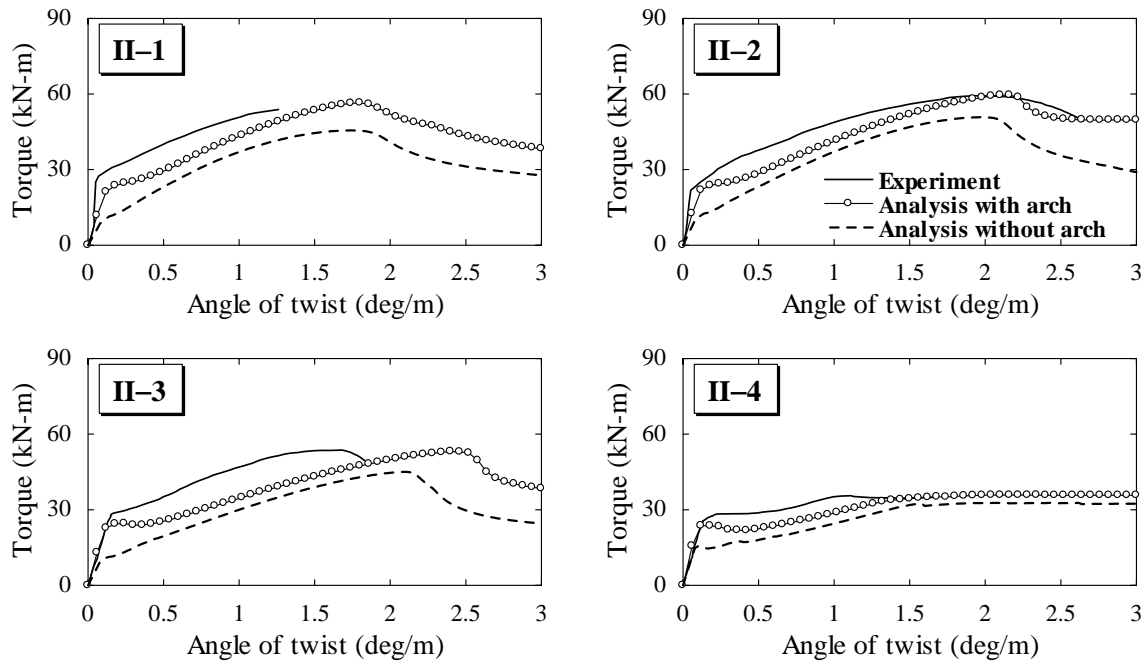 90
60
30
0
Torque (kN-m)
II–1
0 0.5 1 1.5 2 2.5 3
Angle of twist (deg/m)
90
60
30
0
Torque (kN-m)
II–2
Experiment
Analysis with arch
Analysis without arch
0 0.5 1 1.5 2 2.5 3
Angle of twist (deg/m)
90
60
30
0
Torque (kN-m)
II–3
0 0.5 1 1.5 2 2.5 3
Angle of twist (deg/m)
90
60
30
0
Torque (kN-m)
II–4
0 0.5 1 1.5 2 2.5 3
Angle of twist (deg/m)